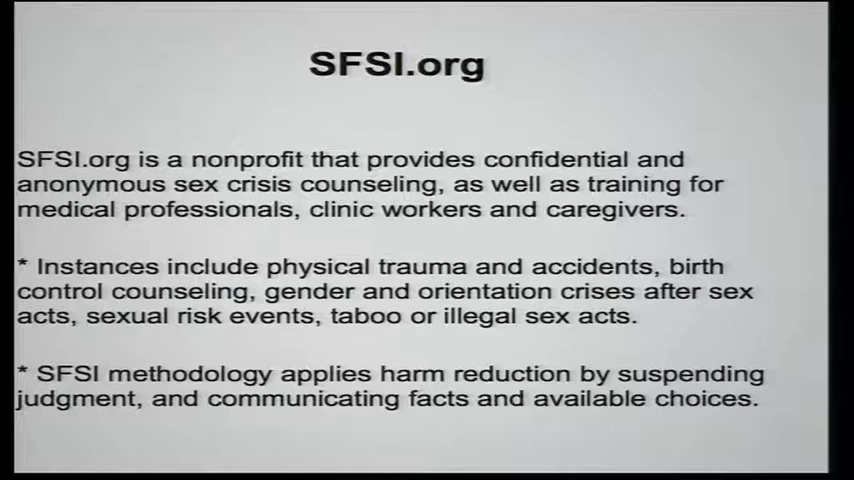 SFSI.org
SFSI.org is a nonprofit that provides confidential and
anonymous sex crisis counseling, as well as training for
medical professionals, clinic workers and caregivers.
* Instances include physical trauma and accidents, birth
control counseling, gender and orientation crises after sex
acts, sexual risk events, taboo or illegal sex acts.
* SFSI methodology applies harm reduction by suspending
judgment, and communicating facts and available choices.